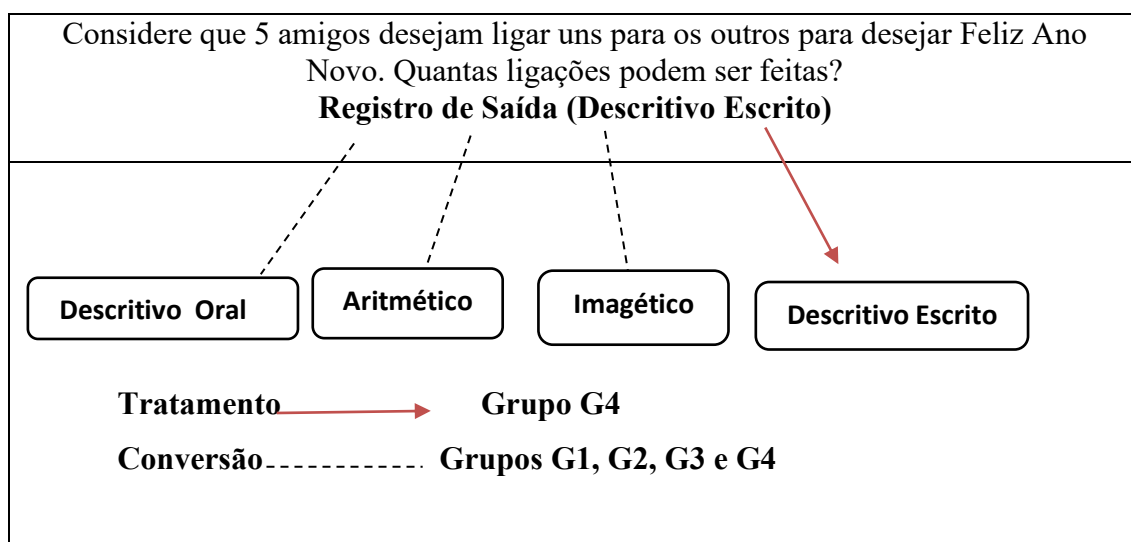 Considere que 5 amigos desejam ligar uns para os outros para desejar Feliz Ano
Novo. Quantas ligações podem ser feitas?
Registro de Saída (Descritivo Escrito)
Descritivo Oral
Aritmético
Imagético
Descritivo Escrito
Tratamento Grupo G4
Conversão Grupos G1, G2, G3 e G4